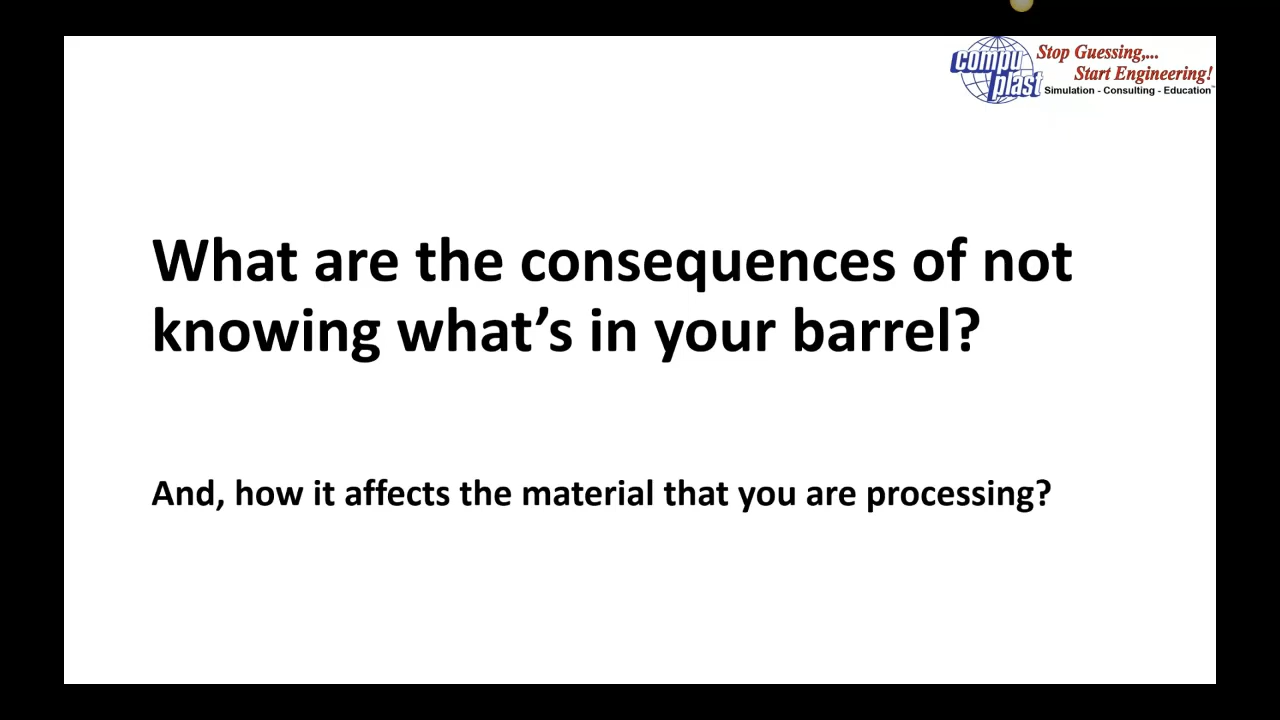 compu
plast
Stop Guessing,...
Start Engineering!
Simulation - Consulting - Education
What are the consequences of not
knowing what’s in your barrel?
And, how it affects the material that you are processing?